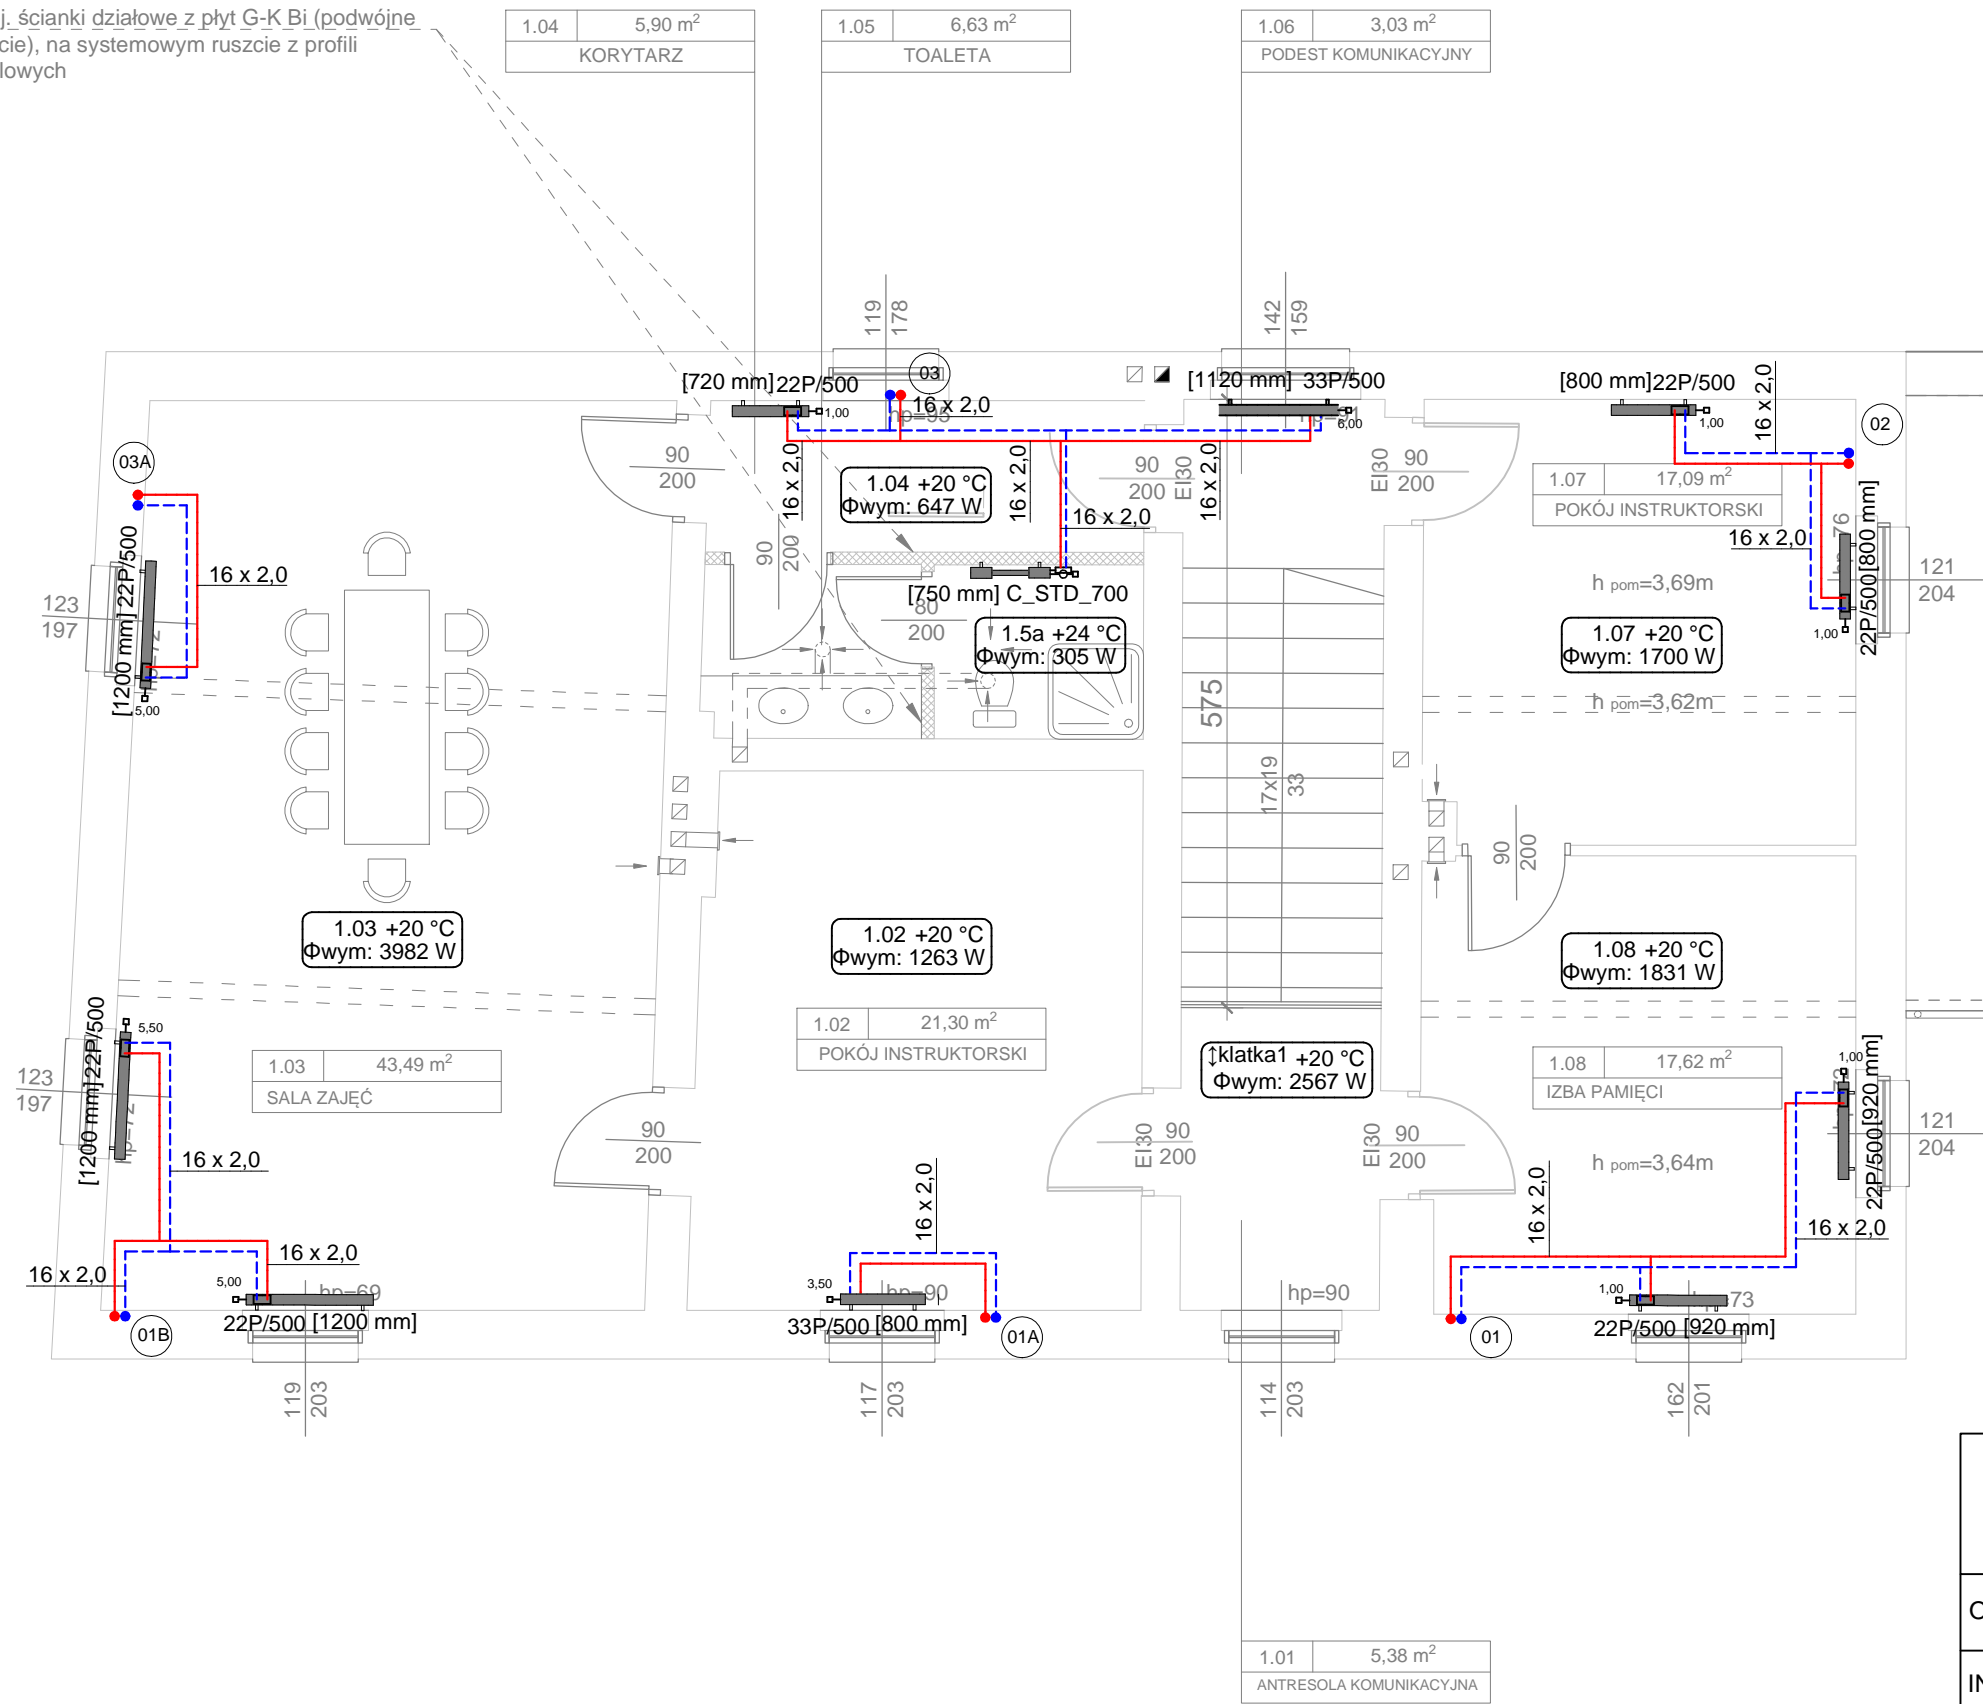 j. ścianki działowe z płyt G-K Bi (podwójne
cie), na systemowym ruszcie z profili
lowych
1.04 5,90 m²
KORYTARZ
1.05 6,63 m²
TOALETA
1.06 3,03 m²
PODEST KOMUNIKACYJNY
119
178
142
159
03
[720 mm] 22P/500
1,00
16 x 2,0
hp=95
[1120 mm] 33P/500
6,00
[800 mm] 22P/500
1,00
16 x 2,0
02
03A
90
200
16 x 2,0
1.04 +20 °C
Φwym: 647 W
16 x 2,0
90
200
EI30
16 x 2,0
EI30
90
200
1.07 17,09 m²
POKÓJ INSTRUKTORSKI
16 x 2,0
90
200
16 x 2,0
22P/500 [800 mm]
1,00
121
204
[1200 mm] 22P/500
5,00
16 x 2,0
123
197
[750 mm] C_STD_700
80
200
1.5a +24 °C
Φwym: 305 W
h pom=3,69m
1.07 +20 °C
Φwym: 1700 W
h pom=3,62m
5575
17x19
33
90
200
1.03 +20 °C
Φwym: 3982 W
1.02 +20 °C
Φwym: 1263 W
1.08 +20 °C
Φwym: 1831 W
1.02 21,30 m²
POKÓJ INSTRUKTORSKI
[1200 mm] 22P/500
5,50
hp=72
123
197
1.03 43,49 m²
SALA ZAJĘĆ
↕klatka1 +20 °C
Φwym: 2567 W
1.08 17,62 m²
IZBA PAMIĘCI
1,00
22P/500 [920 mm]
121
204
16 x 2,0
90
200
EI30
90
200
EI30
90
200
h pom=3,64m
16 x 2,0
16 x 2,0
16 x 2,0
16 x 2,0
16 x 2,0
5,00
hp=69
22P/500 [1200 mm]
01B
3,50
hp=90
33P/500 [800 mm]
01A
hp=90
01
1,00
22P/500 [920 mm]
119
203
117
203
114
203
162
201
1.01 5,38 m²
ANTRESOLA KOMUNIKACYJNA